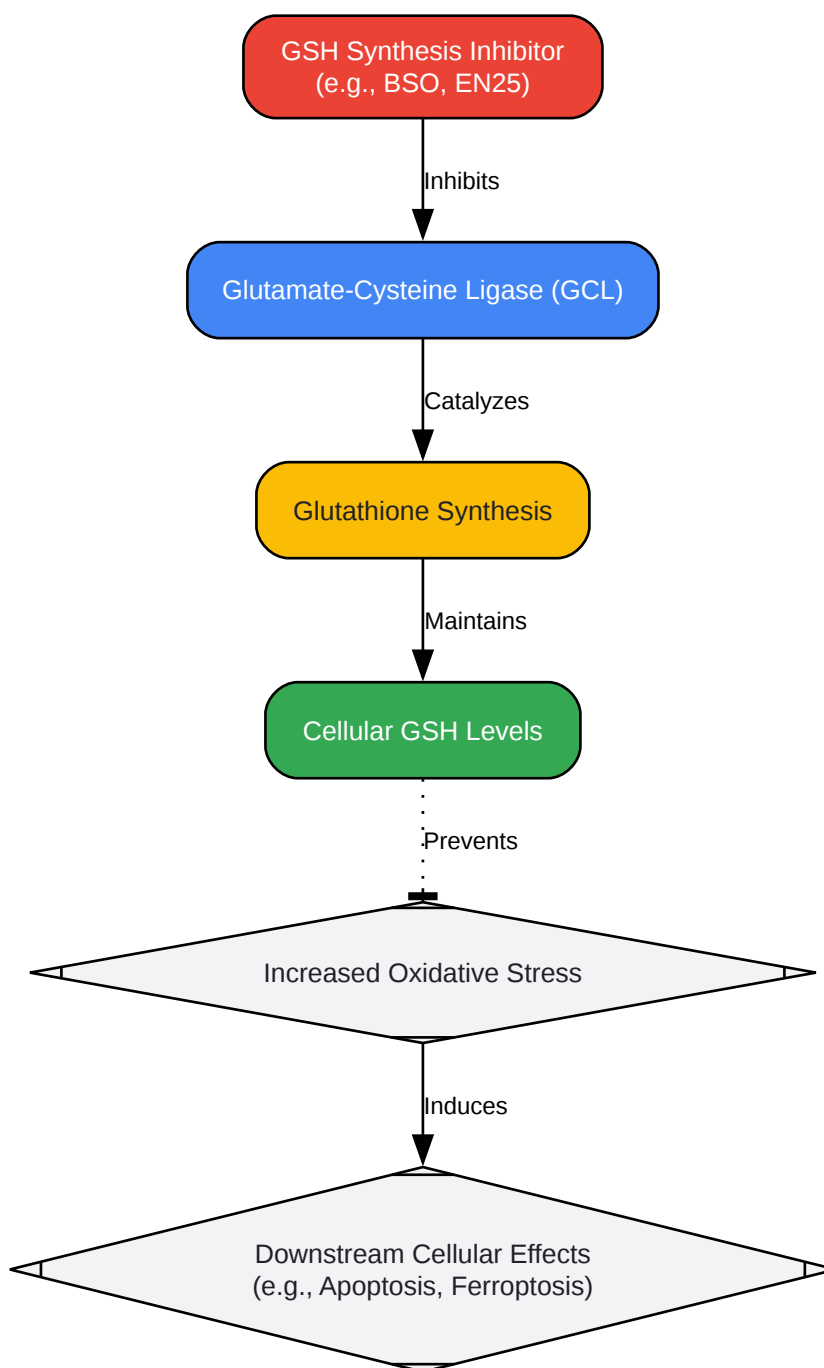 GSH Synthesis Inhibitor
(e.g., BSO, EN25)
Inhibits
Glutamate-Cysteine Ligase (GCL)
Catalyzes
Glutathione Synthesis
Maintains
Cellular GSH Levels
Prevents
Increased Oxidative Stress
Induces
Downstream Cellular Effects
(e.g., Apoptosis, Ferroptosis)